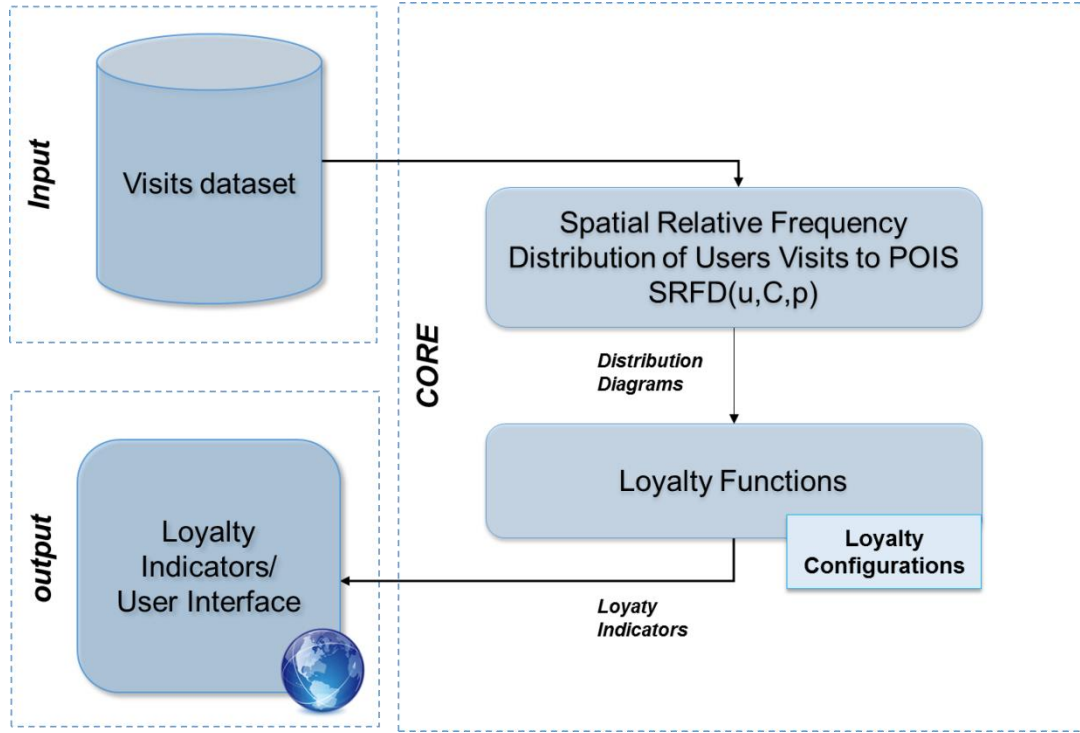 Input
Visits dataset
CORE
Spatial Relative Frequency
Distribution of Users Visits to POIS
SRFD(u,C,p)
Distribution
Diagrams
Loyalty Functions
Loyalty
Configurations
Loyaty
Indicators
output
Loyalty
Indicators/
User Interface